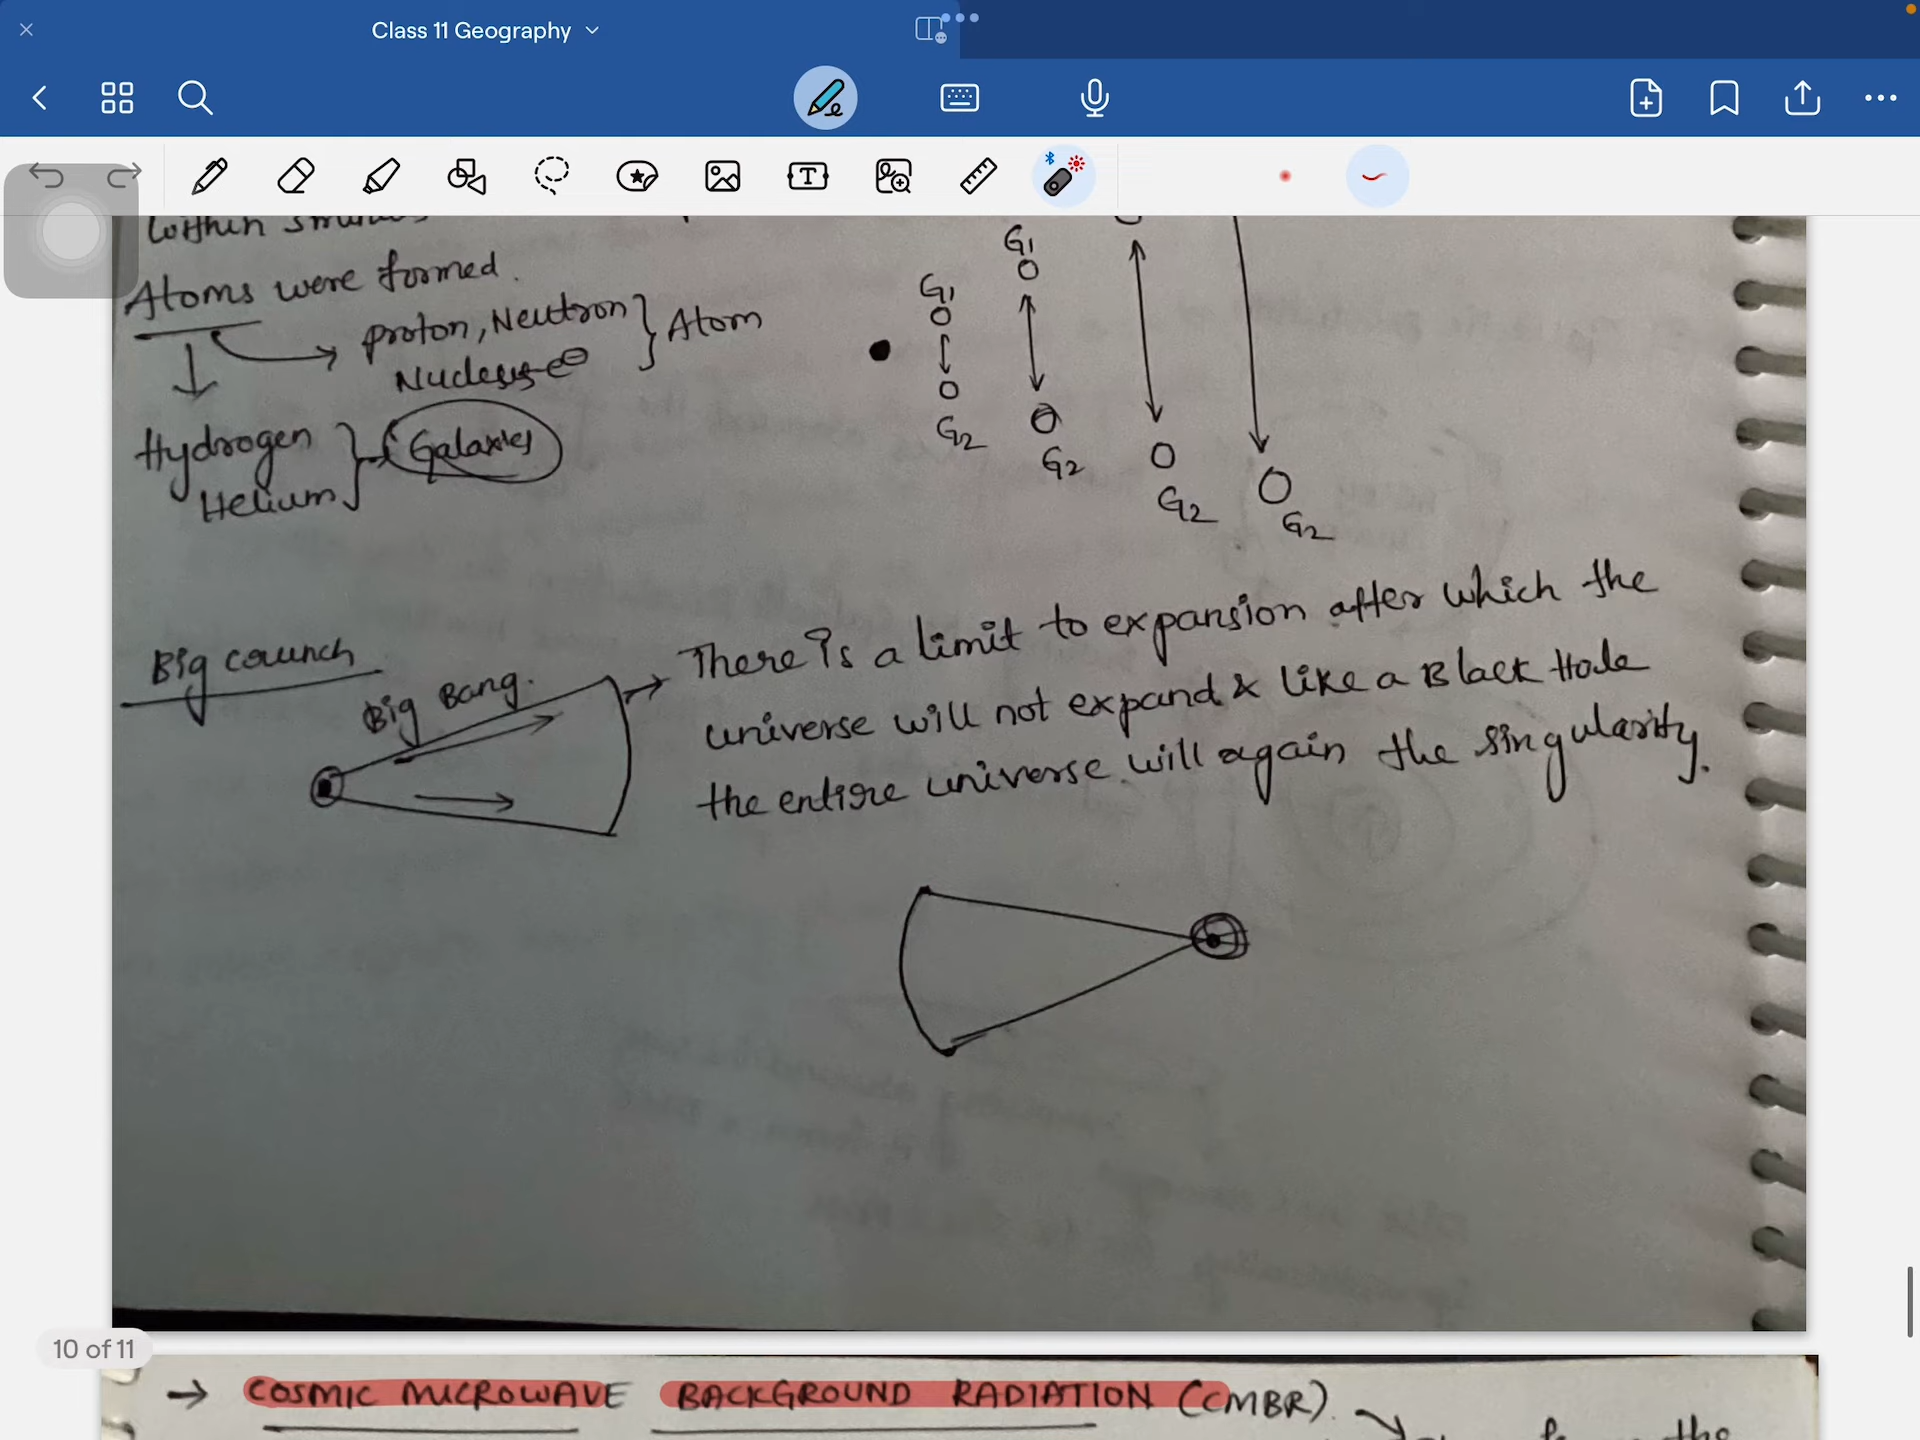 Class 11 Geography
Within
Atoms were formed.
proton, Neutron } Atom
Nucleus e⊖
Hydrogen
Helium } → Galaxies
G1
G2
G1
G2
G2
G2
Big crunch
Big Bang.
→ There is a limit to expansion after which the
universe will not expand & like a Black Hole
the entire universe will again the singularity.
10 of 11
→ COSMIC MICROWAVE BACKGROUND RADIATION (CMBR).
the